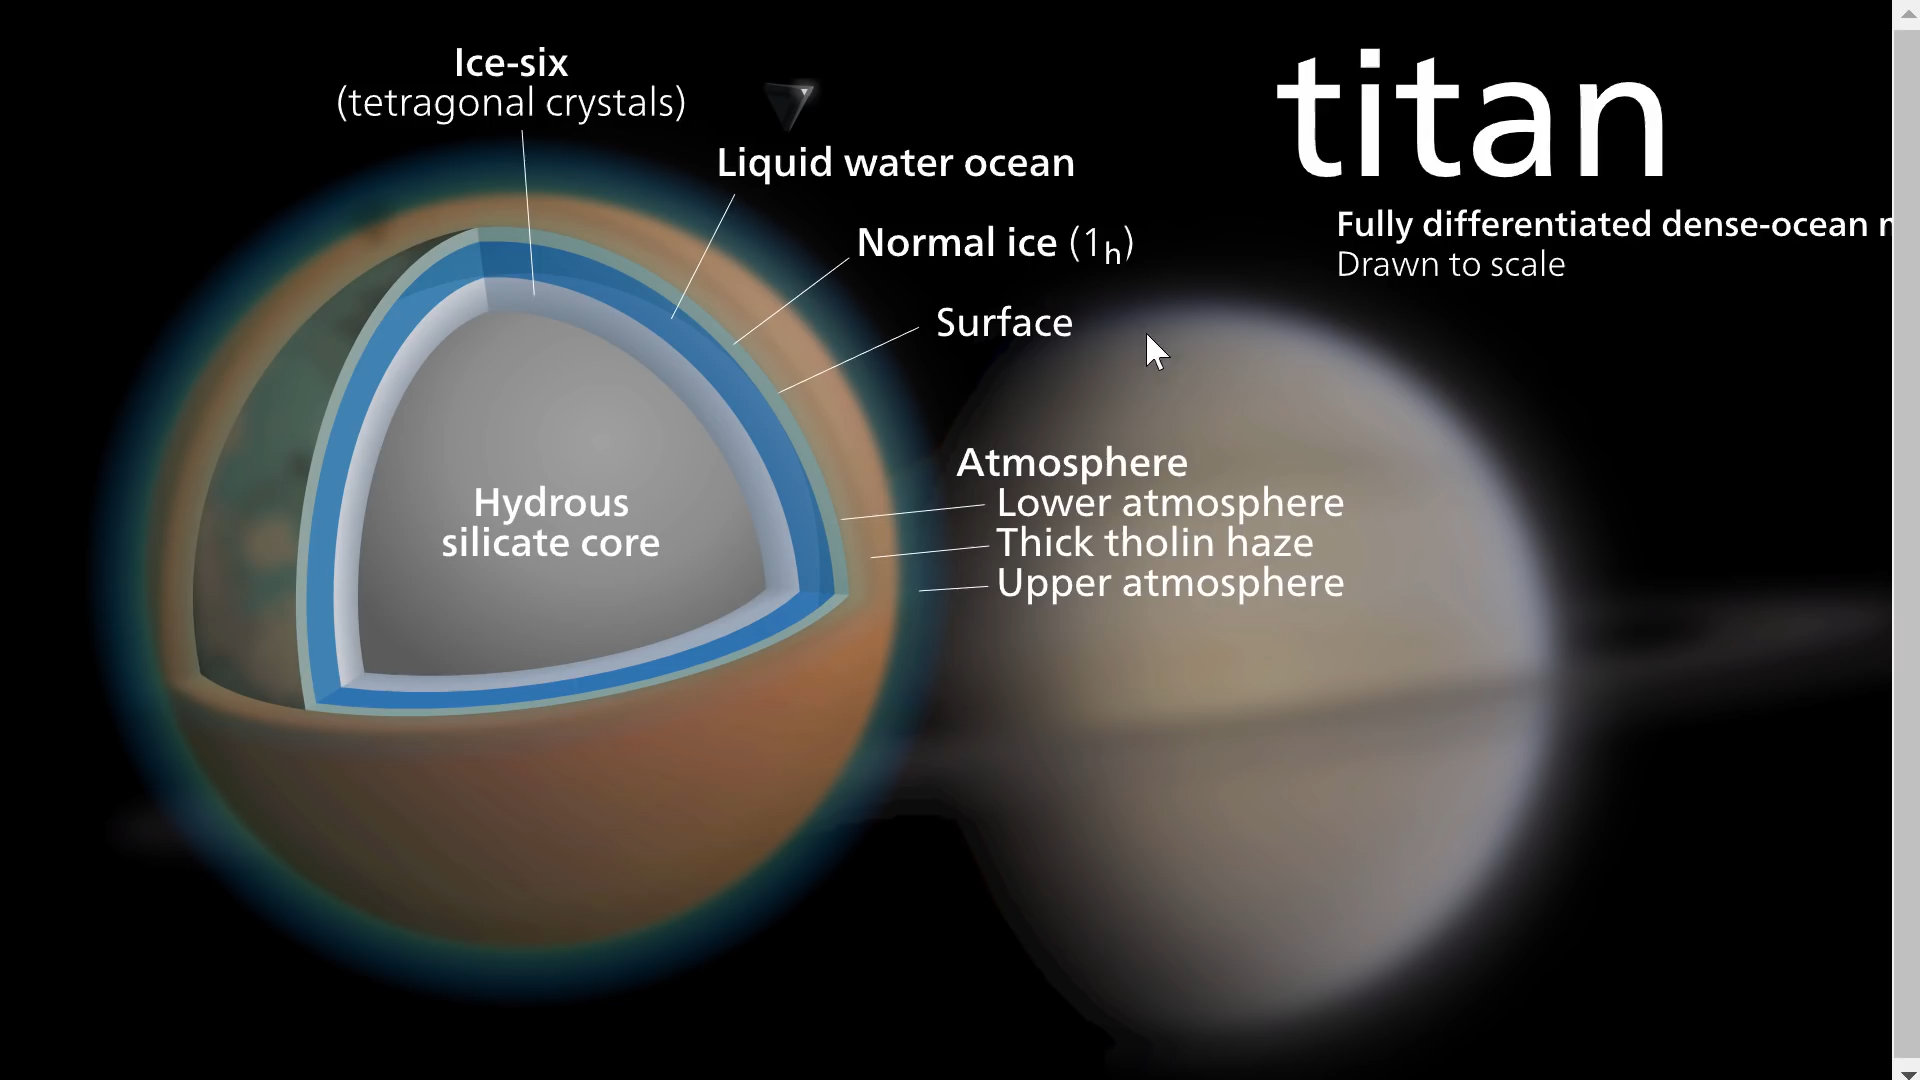 Ice-six
(tetragonal crystals)
titan
Liquid water ocean
Fully differentiated dense-ocean
Normal ice (1h)
Drawn to scale
Surface
Atmosphere
Lower atmosphere
Thick tholin haze
Upper atmosphere
Hydrous
silicate core